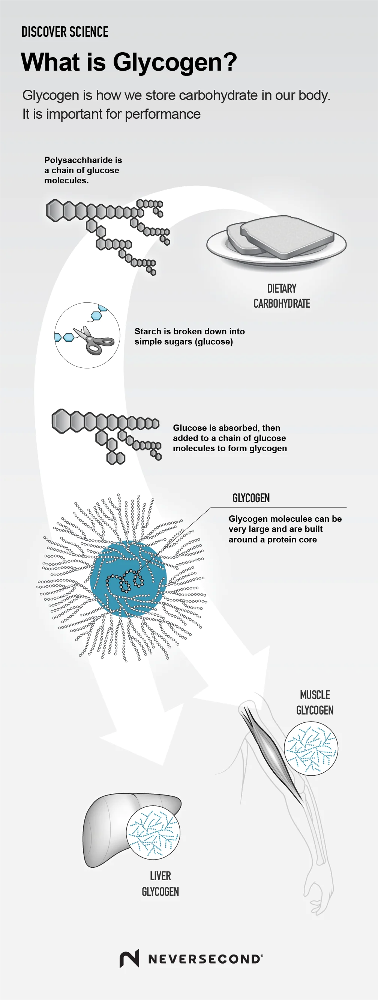 DISCOVER SCIENCE
What is Glycogen?
Glycogen is how we store carbohydrate in our body.
It is important for performance
Polysacchharide is
a chain of glucose
molecules.
DIETARY
CARBOHYDRATE
Starch is broken down into
simple sugars (glucose)
Glucose is absorbed, then
added to a chain of glucose
molecules to form glycogen
GLYCOGEN
Glycogen molecules can be
very large and are built
around a protein core
MUSCLE
GLYCOGEN
LIVER
GLYCOGEN
NEVERSECOND®